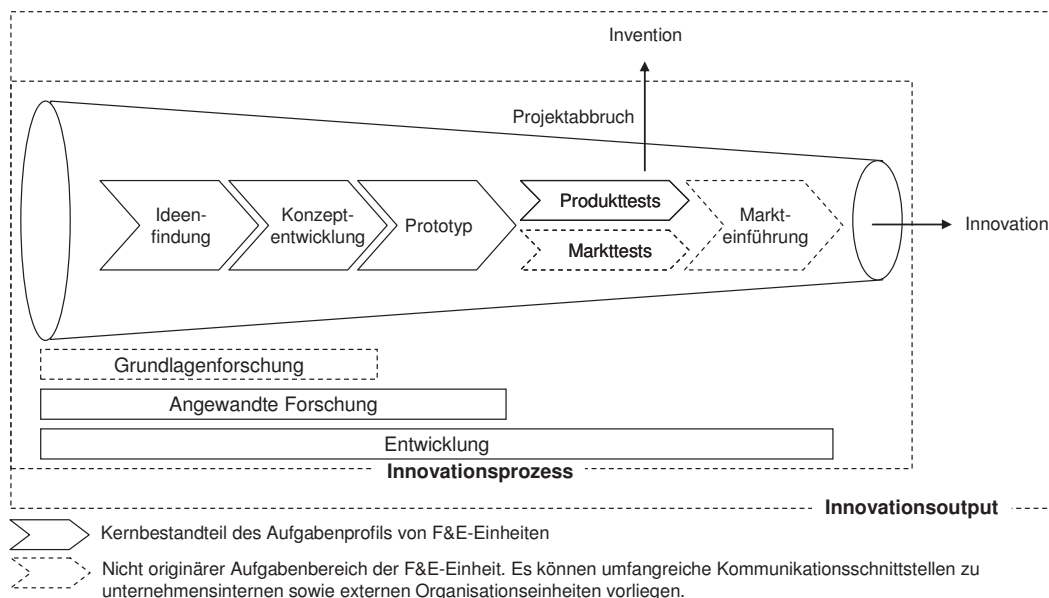 Invention
Projektabbruch
Ideen-
findung
Konzept-
entwicklung
Prototyp
Produkttests
Markttests
Markt-
einführung
Innovation
Grundlagenforschung
Angewandte Forschung
Entwicklung
Innovationsprozess
Innovationsoutput
Kernbestandteil des Aufgabenprofils von F&E-Einheiten
Nicht originärer Aufgabenbereich der F&E-Einheit. Es können umfangreiche Kommunikationsschnittstellen zu
unternehmensinternen sowie externen Organisationseinheiten vorliegen.